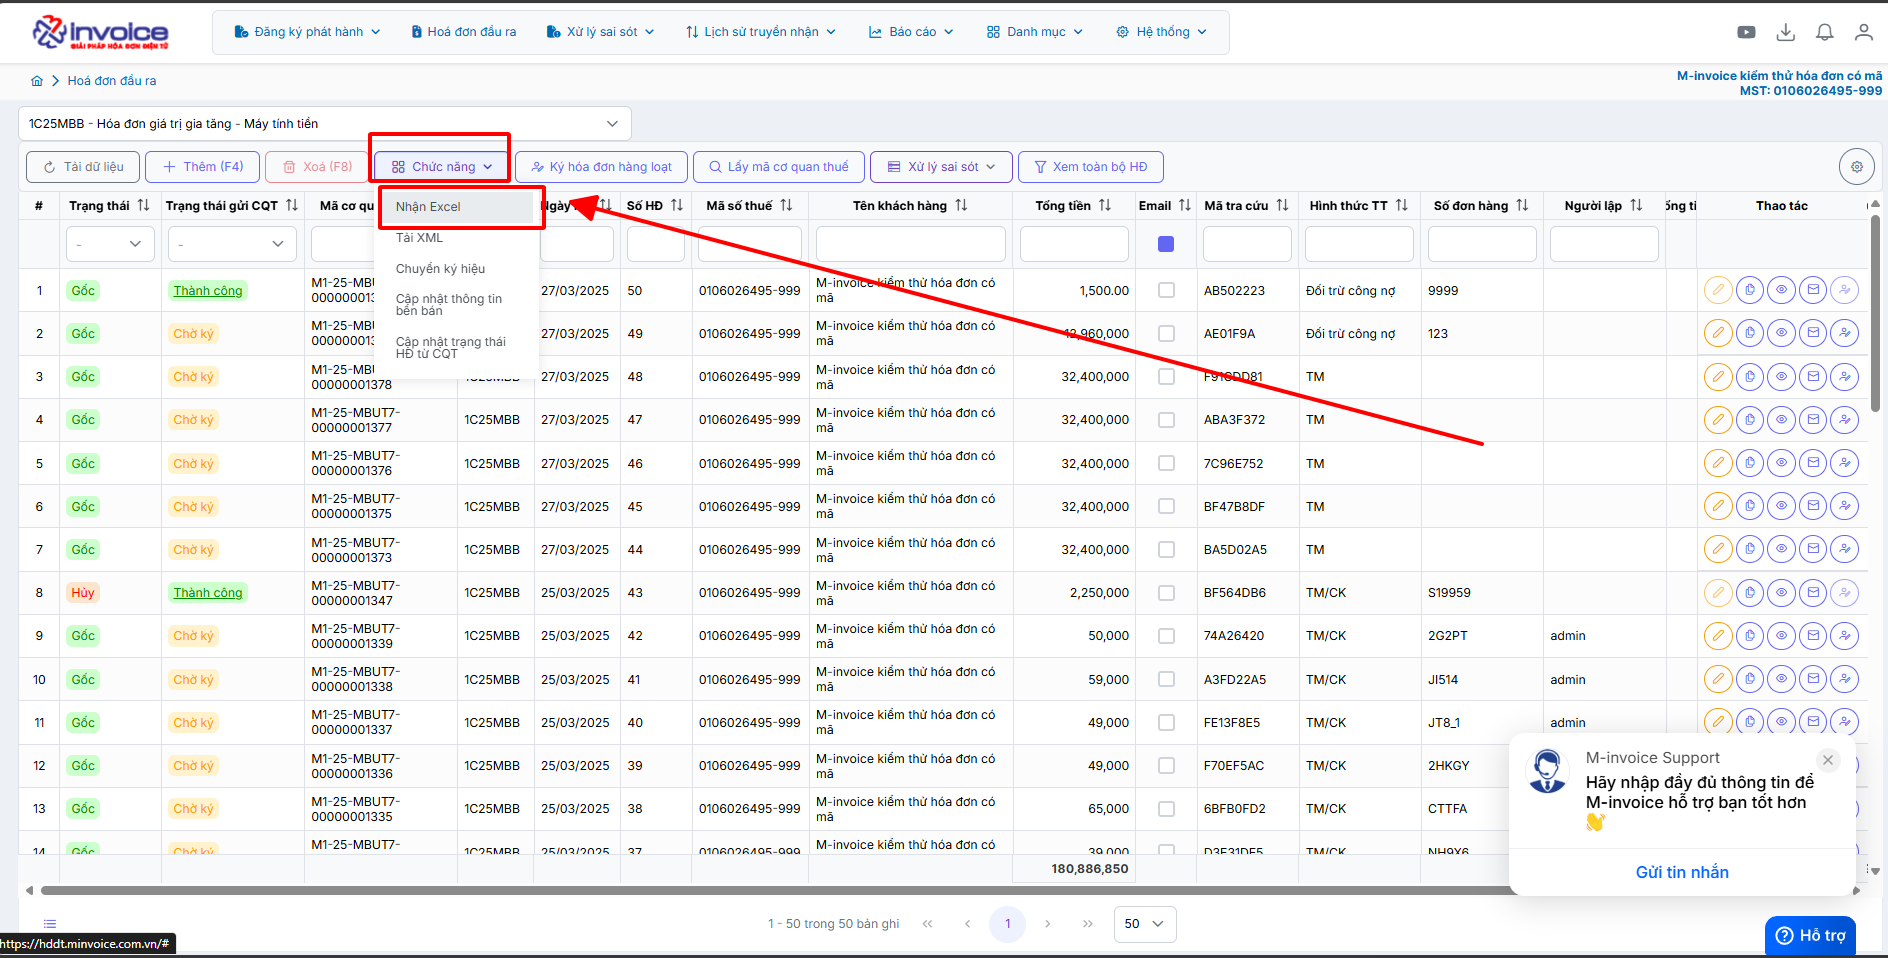 invoice
GIẢI PHÁP HÓA ĐƠN ĐIỆN TỬ
Đăng ký phát hành
Hoá đơn đầu ra
Xử lý sai sót
Lịch sử truyền nhận
Báo cáo
Danh mục
Hệ thống
Hoá đơn đầu ra
M-invoice kiểm thử hóa đơn có mã
MST: 0106026495-999
1C25MBB - Hóa đơn giá trị gia tăng - Máy tính tiền
Tải dữ liệu
Thêm (F4)
Xoá (F8)
Chức năng
Ký hóa đơn hàng loạt
Lấy mã cơ quan thuế
Xử lý sai sót
Xem toàn bộ HĐ
Nhận Excel
Tải XML
Chuyển ký hiệu
Cập nhật thông tin
bên bán
Cập nhật trạng thái
HĐ từ CQT
# Trạng thái Trạng thái gửi CQT Mã cơ qu Ngày Số HĐ Mã số thuế Tên khách hàng Tổng tiền Email Mã tra cứu Hình thức TT Số đơn hàng Người lập ổng ti Thao tác
- -
1 Gốc Thành công M1-25-MBUT 27/03/2025 50 0106026495-999 M-invoice kiểm thử hóa đơn có 1,500.00 AB502223 Đối trừ công nợ 9999
mã
2 Gốc Chờ ký M1-25-MBUT 27/03/2025 49 0106026495-999 M-invoice kiểm thử hóa đơn có 12,960,000 AE01F9A Đối trừ công nợ 123
mã
3 Gốc Chờ ký 00000001378 1C25MBB 27/03/2025 48 0106026495-999 M-invoice kiểm thử hóa đơn có 32,400,000 TM
mã
4 Gốc Chờ ký M1-25-MBUT7- 1C25MBB 27/03/2025 47 0106026495-999 M-invoice kiểm thử hóa đơn có 32,400,000 ABA3F372 TM
00000001377 mã
5 Gốc Chờ ký M1-25-MBUT7- 1C25MBB 27/03/2025 46 0106026495-999 M-invoice kiểm thử hóa đơn có 32,400,000 7C96E752 TM
00000001376 mã
6 Gốc Chờ ký M1-25-MBUT7- 1C25MBB 27/03/2025 45 0106026495-999 M-invoice kiểm thử hóa đơn có 32,400,000 BF47B8DF TM
00000001375 mã
7 Gốc Chờ ký M1-25-MBUT7- 1C25MBB 27/03/2025 44 0106026495-999 M-invoice kiểm thử hóa đơn có 32,400,000 BA5D02A5 TM
00000001373 mã
8 Hủy Thành công M1-25-MBUT7- 1C25MBB 27/03/2025 43 0106026495-999 M-invoice kiểm thử hóa đơn có 2,250,000 BF564DB6 TM/CK S19959
00000001347 mã
9 Gốc Chờ ký M1-25-MBUT7- 1C25MBB 25/03/2025 42 0106026495-999 M-invoice kiểm thử hóa đơn có 50,000 74A26420 TM/CK 2G2PT admin
00000001339 mã
10 Gốc Chờ ký M1-25-MBUT7- 1C25MBB 25/03/2025 41 0106026495-999 M-invoice kiểm thử hóa đơn có 59,000 A3FD22A5 TM/CK JI514 admin
00000001338 mã
11 Gốc Chờ ký M1-25-MBUT7- 1C25MBB 25/03/2025 40 0106026495-999 M-invoice kiểm thử hóa đơn có 49,000 FE13F8E5 TM/CK JT8_1 admin
00000001337 mã
12 Gốc Chờ ký M1-25-MBUT7- 1C25MBB 25/03/2025 39 0106026495-999 M-invoice kiểm thử hóa đơn có 49,000 F70EF5AC TM/CK 2HKGY
00000001336 mã
13 Gốc Chờ ký M1-25-MBUT7- 1C25MBB 25/03/2025 38 0106026495-999 M-invoice kiểm thử hóa đơn có 65,000 6BFB0FD2 TM/CK CTTFA
00000001335 mã
14 Gốc Chờ ký M1-25-MBUT7- 1C25MBB 25/03/2025 37 0106026495-999 M-invoice kiểm thử hóa đơn có 39,000 D3F31DF5 TM/CK NH9X6
180,886,850
M-invoice Support
Hãy nhập đầy đủ thông tin để
M-invoice hỗ trợ bạn tốt hơn
👋
Gửi tin nhắn
1 - 50 trong 50 bản ghi
1
50
Hỗ trợ
https://hddt.minvoice.com.vn/#